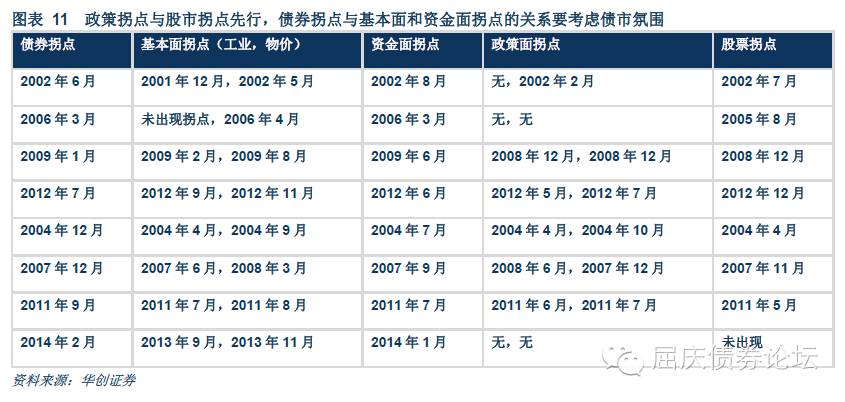 图表 11 政策拐点与股市拐点先行，债券拐点与基本面和资金面拐点的关系要考虑债市氛围
债券拐点 基本面拐点（工业，物价） 资金面拐点 政策面拐点 股票拐点
2002 年 6 月 2001 年 12 月，2002 年 5 月 2002 年 8 月 无，2002 年 2 月 2002 年 7 月
2006 年 3 月 未出现拐点，2006 年 4 月 2006 年 3 月 无，无 2005 年 8 月
2009 年 1 月 2009 年 2 月，2009 年 8 月 2009 年 6 月 2008 年 12 月，2008 年 12 月 2008 年 12 月
2012 年 7 月 2012 年 9 月，2012 年 11 月 2012 年 6 月 2012 年 5 月，2012 年 7 月 2012 年 12 月
2004 年 12 月 2004 年 4 月，2004 年 9 月 2004 年 7 月 2004 年 4 月，2004 年 10 月 2004 年 4 月
2007 年 12 月 2007 年 6 月，2008 年 3 月 2007 年 9 月 2007 年 6 月，2007 年 12 月 2007 年 11 月
2011 年 9 月 2011 年 7 月，2011 年 8 月 2011 年 7 月 2011 年 6 月，2011 年 7 月 2011 年 5 月
2014 年 2 月 2013 年 9 月，2013 年 11 月 2014 年 1 月 无，无 未出现
屈庆债券论坛
资料来源：华创证券